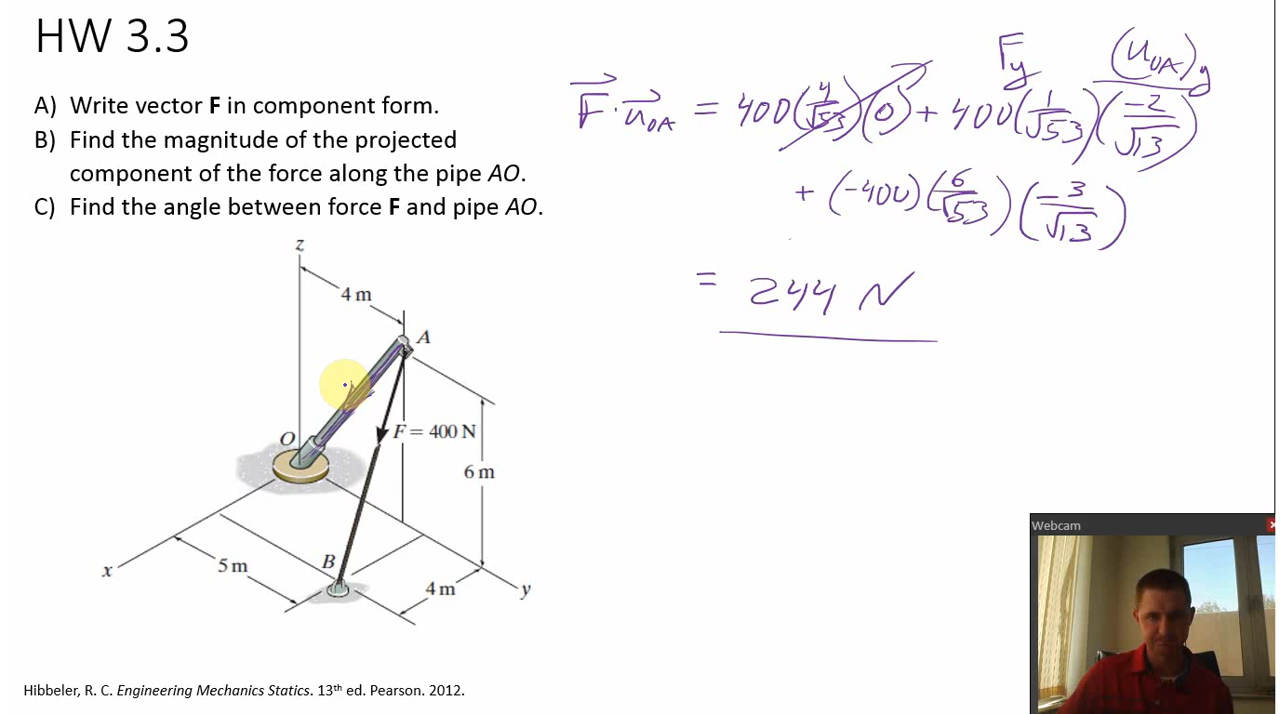 HW 3.3
A) Write vector F in component form.
B) Find the magnitude of the projected
component of the force along the pipe AO.
C) Find the angle between force F and pipe AO.
z
4 m
A
O
F = 400 N
6 m
B
x
5 m
4 m
y
Hibbeler, R. C. Engineering Mechanics Statics. 13th ed. Pearson. 2012.
Fy (uOA)y
F · uOA = 400(4/√53)(0) + 400(1/√53)(-2/√13)
+ (-400)(6/√53)(-3/√13)
= 244 N
Webcam